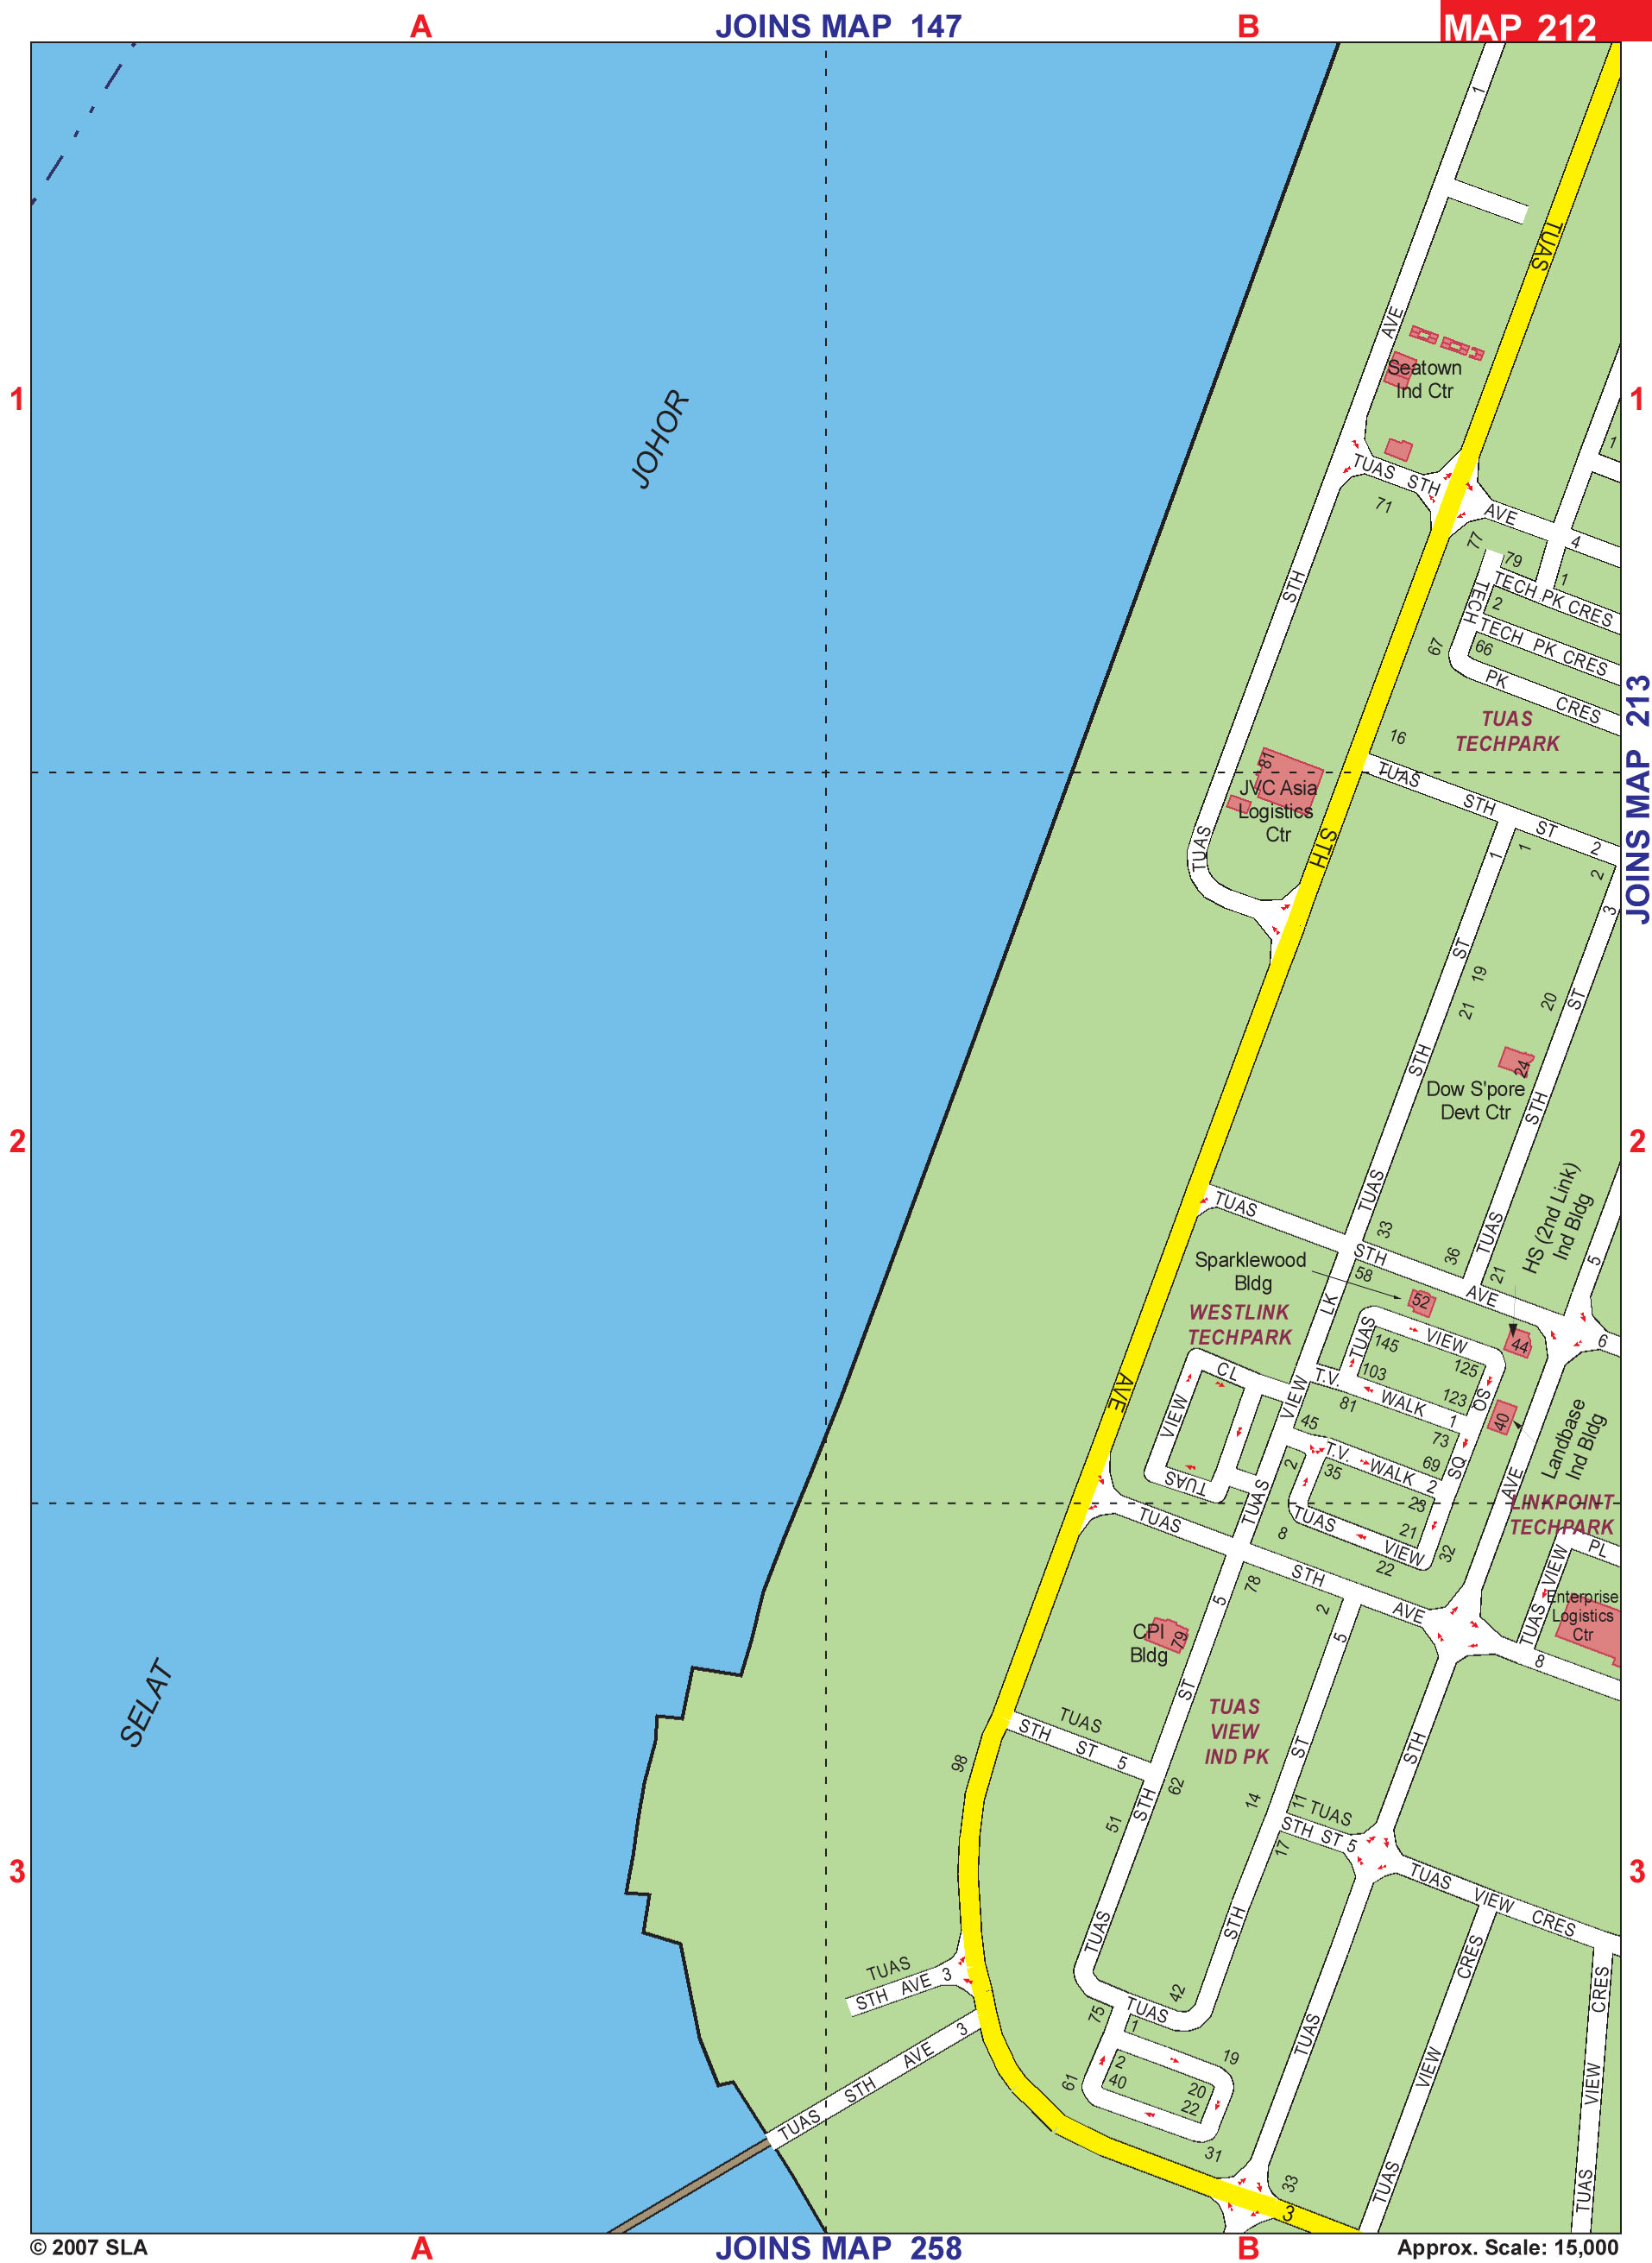 A
JOINS MAP 147
B
MAP 212
1
TUAS
AVE
Seatown
Ind Ctr
JOHOR
1
1
1
TUAS STH
AVE
4
71
77
79
1
STH
TECH PK CRES
TECH
2
TECH PK CRES
67
66
PK CRES
TUAS
TECHPARK
JOINS MAP 213
16
81
JVC Asia
Logistics
Ctr
TUAS STH ST 2
TUAS
STH
1
1
2
3
ST
19
21
20
ST
STH
24
Dow S'pore
Devt Ctr
STH
2
2
TUAS
TUAS
33
36
TUAS
21
HS (2nd Link)
Ind Bldg
5
STH
AVE
6
Sparklewood
Bldg
58
52
44
LK
WESTLINK
TECHPARK
TUAS
VIEW
145
125
SQ
CL
T.V. WALK 1
103
123
81
40
AVE
VIEW
VIEW
45
73
Landbase
Ind Bldg
T.V. WALK 2
2
35
69
SQ
TUAS
TUAS
23
AVE
LINKPOINT
TECHPARK
TUAS
8
TUAS
VIEW
21
22
32
PL
STH
AVE
8
TUAS VIEW
78
2
5
5
Enterprise
Logistics
Ctr
CPI
Bldg
79
ST
SELAT
TUAS
VIEW
IND PK
TUAS
STH ST 5
STH
ST
98
62
51
STH
14
11
TUAS
STH ST 5
17
3
3
TUAS VIEW CRES
TUAS
STH
CRES
TUAS
STH AVE 3
CRES
42
75
TUAS
1
TUAS
TUAS STH AVE 3
19
2
40
20
22
61
VIEW
VIEW
31
33
TUAS
TUAS
3
© 2007 SLA
A
JOINS MAP 258
B
Approx. Scale: 15,000